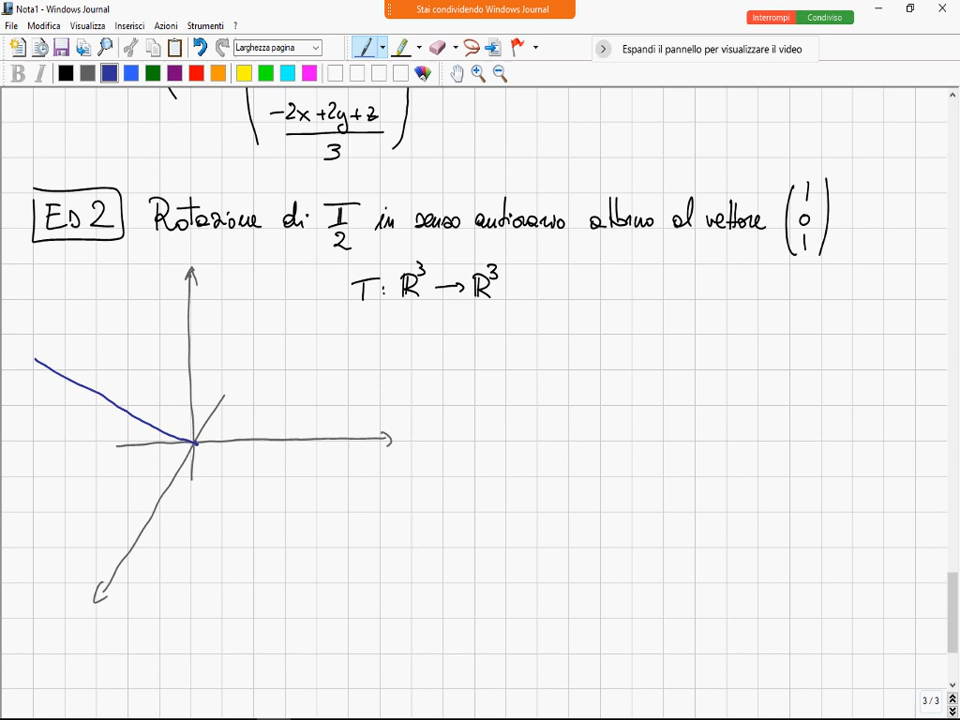 Nota1 - Windows Journal
Stai condividendo Windows Journal
Interrompi
Condiviso
File Modifica Visualizza Inserisci Azioni Strumenti ?
Larghezza pagina
Espandi il pannello per visualizzare il video
B I
-2x+2y+z
3
Es 2 Rotazione di π/2 in senso antiorario attorno al vettore (1 0 1)
T: ℝ³ → ℝ³
3 / 3